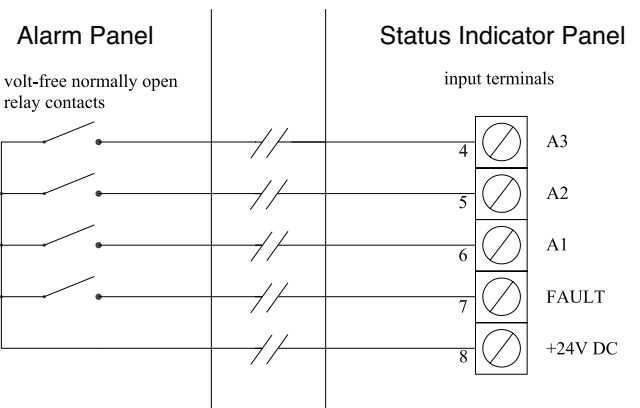 Alarm Panel
Status Indicator Panel
volt-free normally open
relay contacts
input terminals
4 A3
5 A2
6 A1
7 FAULT
8 +24V DC